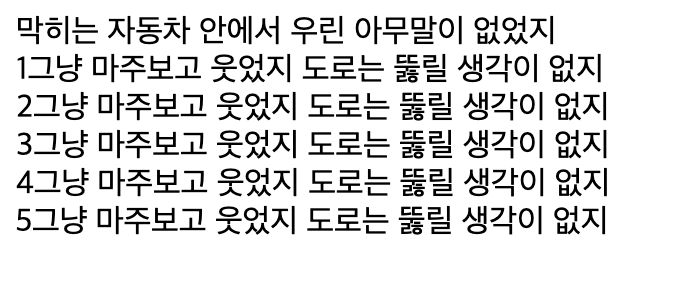 막히는 자동차 안에서 우린 아무말이 없었지
1그냥 마주보고 웃었지 도로는 뚫릴 생각이 없지
2그냥 마주보고 웃었지 도로는 뚫릴 생각이 없지
3그냥 마주보고 웃었지 도로는 뚫릴 생각이 없지
4그냥 마주보고 웃었지 도로는 뚫릴 생각이 없지
5그냥 마주보고 웃었지 도로는 뚫릴 생각이 없지